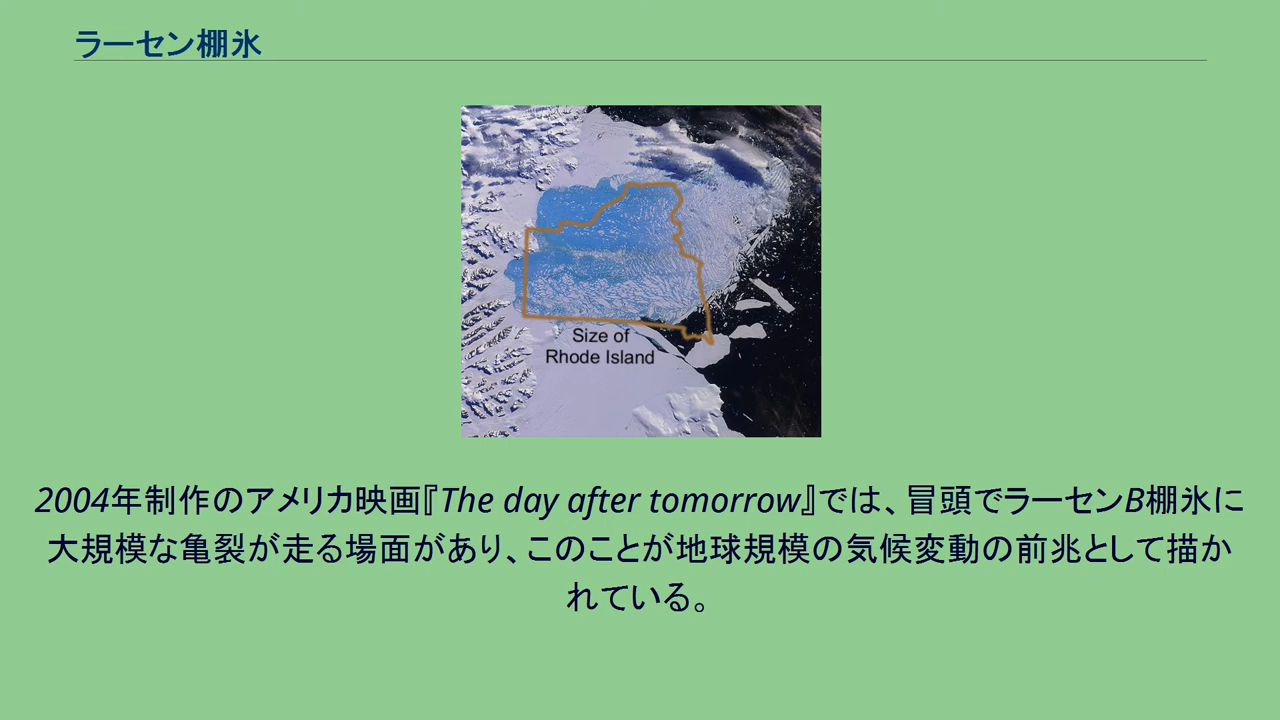 ラーセン棚氷
Size of
Rhode Island
2004年制作のアメリカ映画『The day after tomorrow』では、冒頭でラーセンB棚氷に
大規模な亀裂が走る場面があり、このことが地球規模の気候変動の前兆として描か
れている。